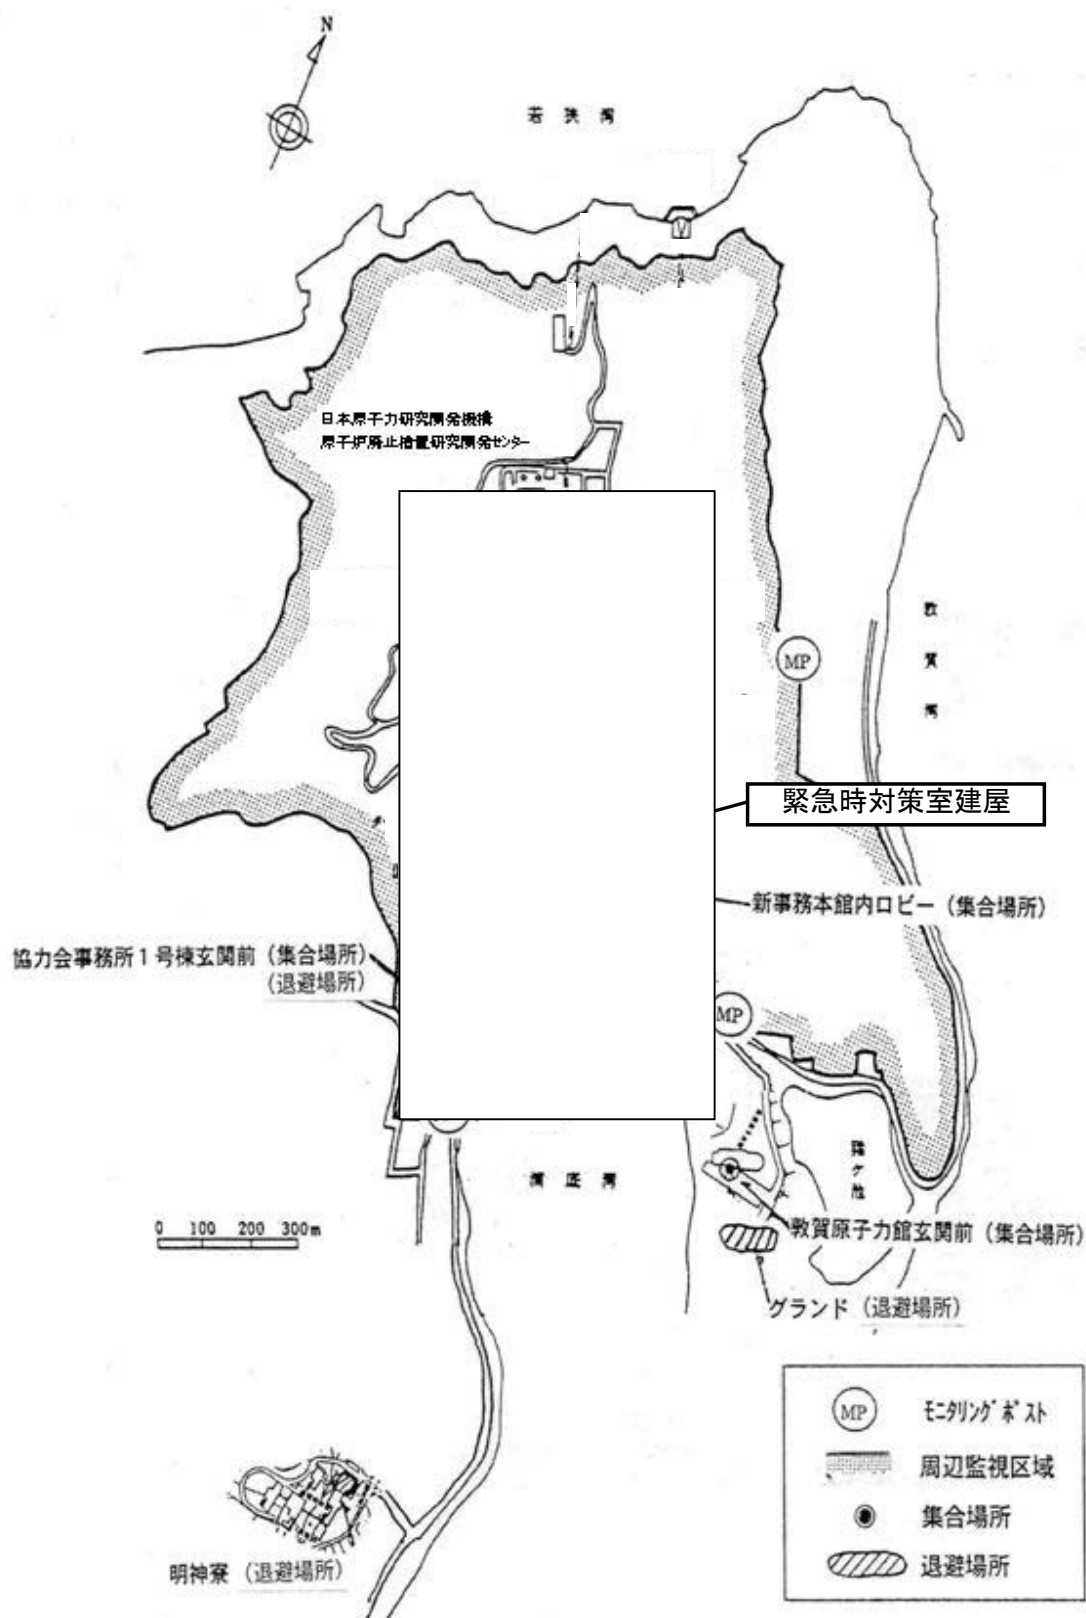 N
若狭湾
日本原子力研究開発機構
原子炉廃止措置研究開発センター
敦賀湾
MP
緊急時対策室建屋
新事務本館内ロビー（集合場所）
協力会事務所１号棟玄関前（集合場所）
（退避場所）
MP
浦底湾
猪ケ池
0 100 200 300m
敦賀原子力館玄関前（集合場所）
グランド（退避場所）
明神寮（退避場所）
MP モニタリングポスト
周辺監視区域
集合場所
退避場所